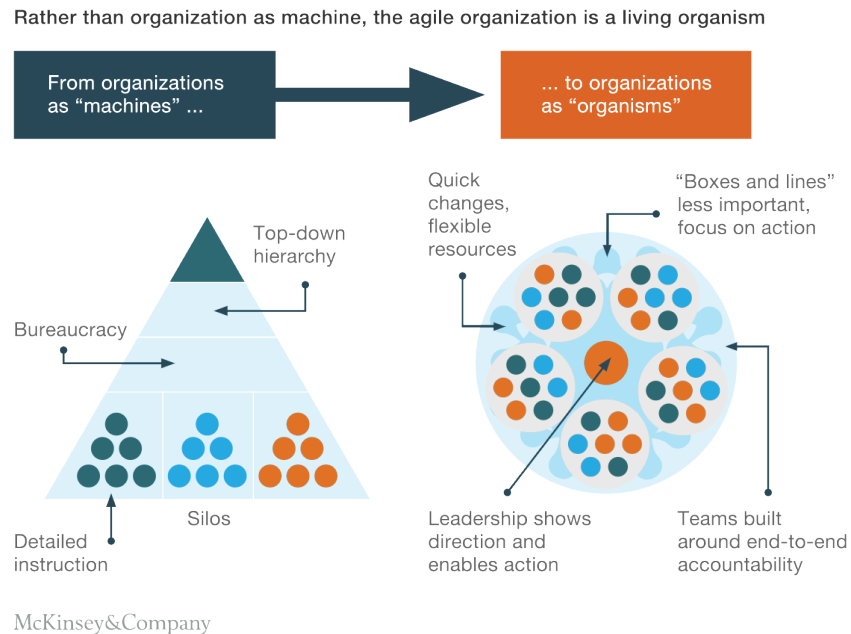 Rather than organization as machine, the agile organization is a living organism
From organizations
as “machines” ...
... to organizations
as “organisms”
Top-down
hierarchy
Bureaucracy
Silos
Detailed
instruction
Quick
changes,
flexible
resources
“Boxes and lines”
less important,
focus on action
Leadership shows
direction and
enables action
Teams built
around end-to-end
accountability
McKinsey&Company